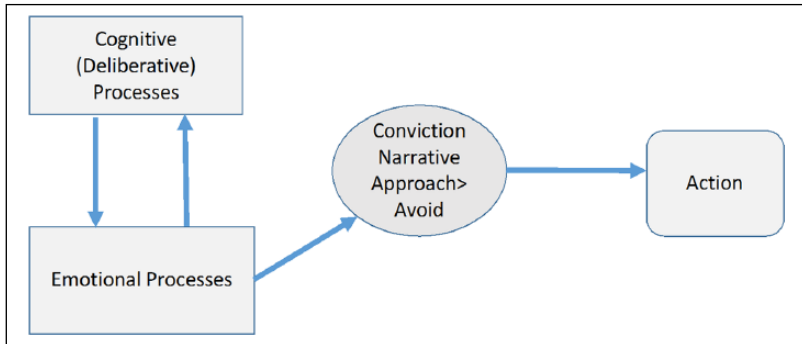 Cognitive
(Deliberative)
Processes
Conviction
Narrative
Approach>
Avoid
Action
Emotional Processes